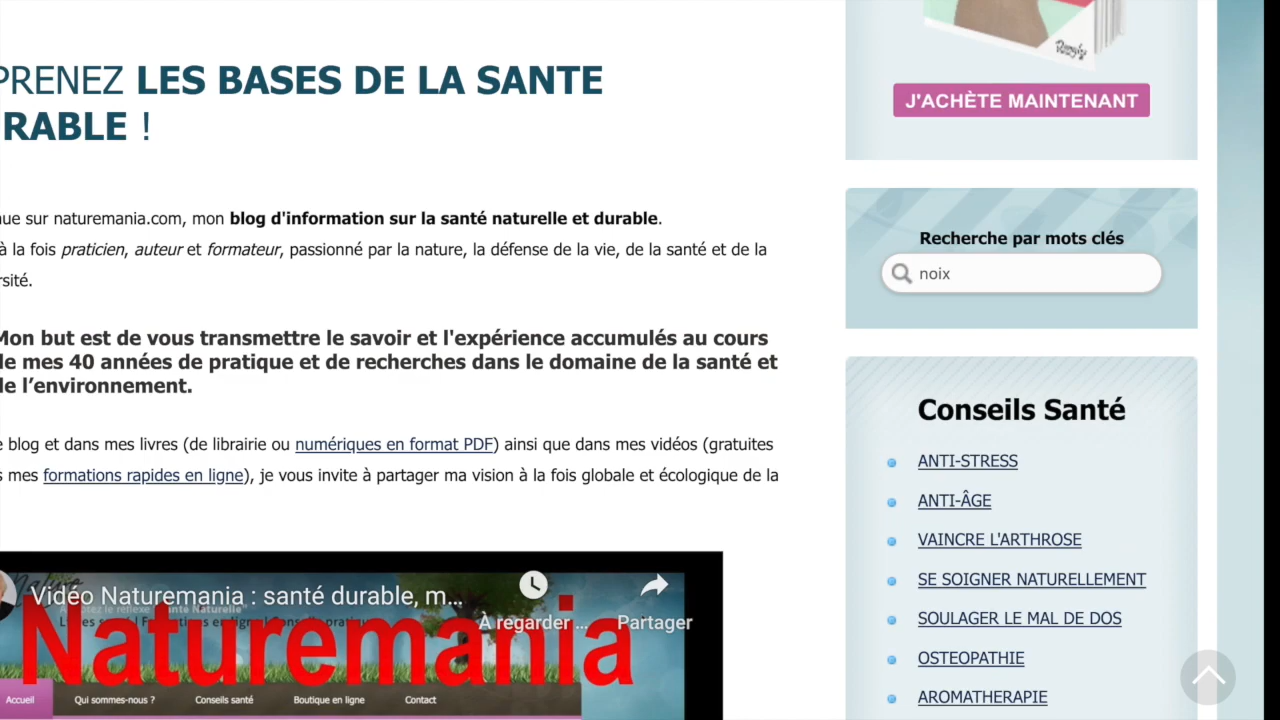 PRENEZ LES BASES DE LA SANTE
RABLE !
nue sur naturemania.com, mon blog d'information sur la santé naturelle et durable.
à la fois praticien, auteur et formateur, passionné par la nature, la défense de la vie, de la santé et de la
rsité.
Mon but est de vous transmettre le savoir et l'expérience accumulés au cours
de mes 40 années de pratique et de recherches dans le domaine de la santé et
de l’environnement.
e blog et dans mes livres (de librairie ou numériques en format PDF) ainsi que dans mes vidéos (gratuites
s mes formations rapides en ligne), je vous invite à partager ma vision à la fois globale et écologique de la
Vidéo Naturemania : santé durable, m...
À regarder ...
Partager
Naturemania
Accueil
Qui sommes-nous ?
Conseils santé
Boutique en ligne
Contact
J'ACHÈTE MAINTENANT
Recherche par mots clés
noix
Conseils Santé
ANTI-STRESS
ANTI-ÂGE
VAINCRE L'ARTHROSE
SE SOIGNER NATURELLEMENT
SOULAGER LE MAL DE DOS
OSTEOPATHIE
AROMATHERAPIE